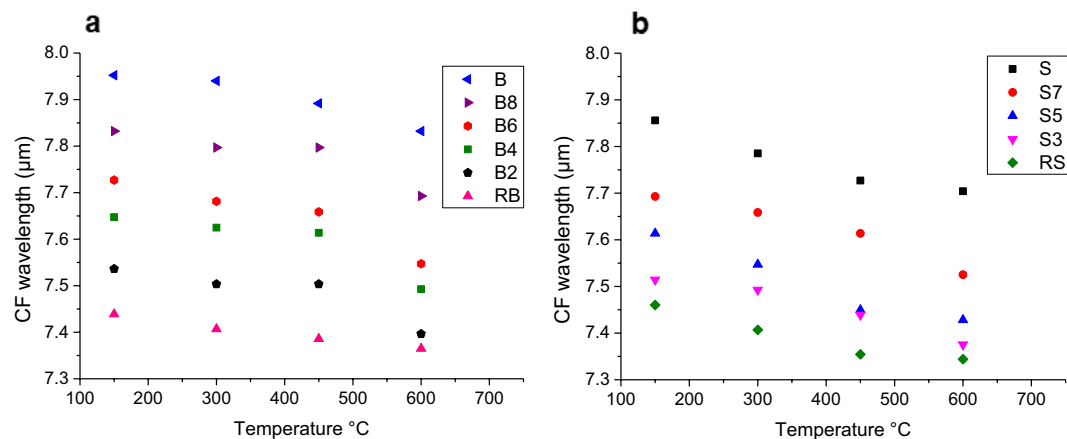 a
8.0
7.9
7.8
7.7
7.6
7.5
7.4
7.3
CF wavelength (µm)
100 200 300 400 500 600 700
Temperature °C
B
B8
B6
B4
B2
RB
b
8.0
7.9
7.8
7.7
7.6
7.5
7.4
7.3
CF wavelength (µm)
100 200 300 400 500 600 700
Temperature °C
S
S7
S5
S3
RS